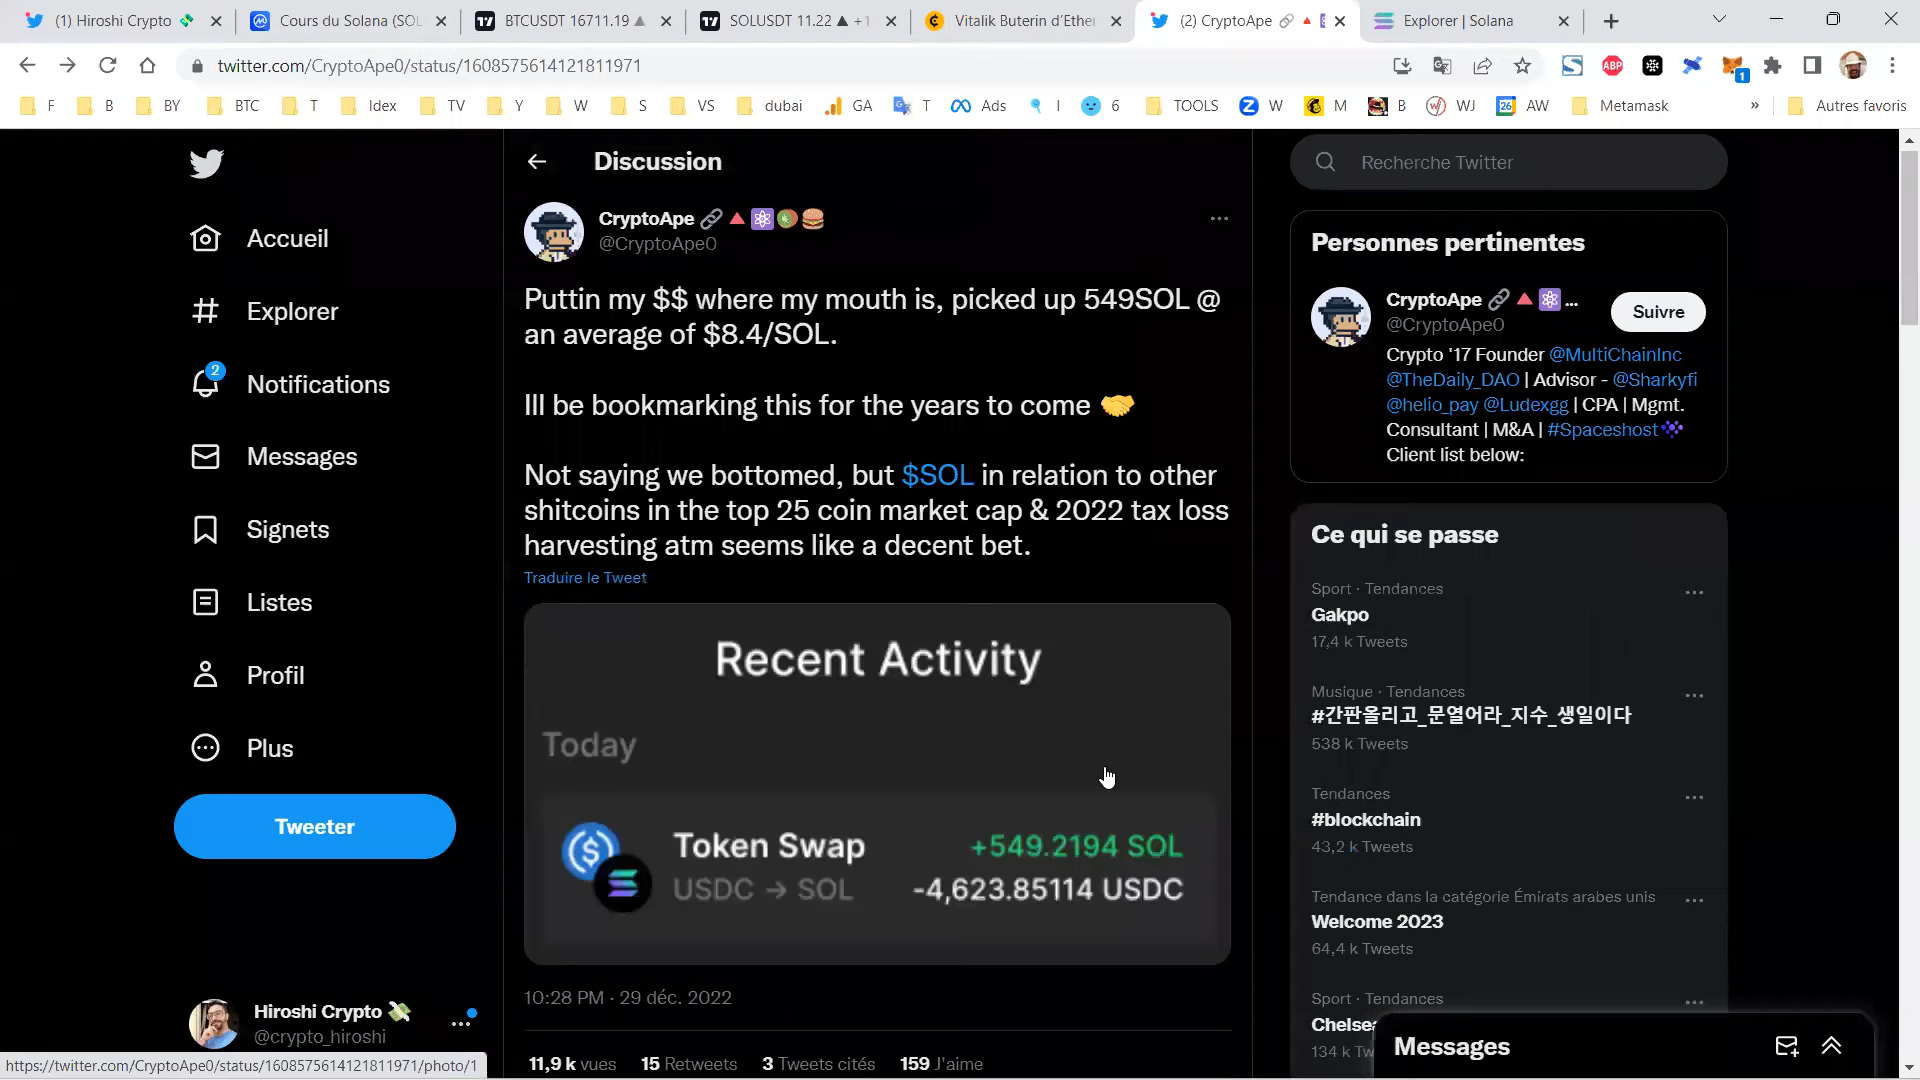 (1) Hiroshi Crypto
Cours du Solana (SOL
BTCUSDT 16711.19 ▲
SOLUSDT 11.22 ▲ +1
Vitalik Buterin d'Ether
(2) CryptoApe
Explorer | Solana
twitter.com/CryptoApe0/status/1608575614121811971
ABP
1
F
B
BY
BTC
T
Idex
TV
Y
W
S
VS
dubai
GA
T
Ads
I
6
TOOLS
W
M
B
WJ
26
AW
Metamask
»
Autres favoris
Accueil
Explorer
2
Notifications
Messages
Signets
Listes
Profil
Plus
Tweeter
Hiroshi Crypto
@crypto_hiroshi
https://twitter.com/CryptoApe0/status/1608575614121811971/photo/1
Discussion
CryptoApe
@CryptoApe0
Puttin my $$ where my mouth is, picked up 549SOL @
an average of $8.4/SOL.
Ill be bookmarking this for the years to come
Not saying we bottomed, but $SOL in relation to other
shitcoins in the top 25 coin market cap & 2022 tax loss
harvesting atm seems like a decent bet.
Traduire le Tweet
Recent Activity
Today
Token Swap +549.2194 SOL
USDC → SOL -4,623.85114 USDC
10:28 PM · 29 déc. 2022
11,9 k vues 15 Retweets 3 Tweets cités 159 J'aime
Recherche Twitter
Personnes pertinentes
CryptoApe ...
@CryptoApe0
Suivre
Crypto '17 Founder @MultiChainInc
@TheDaily_DAO | Advisor - @Sharkyfi
@helio_pay @Ludexgg | CPA | Mgmt.
Consultant | M&A | #Spaceshost
Client list below:
Ce qui se passe
Sport · Tendances
Gakpo
17,4 k Tweets
Musique · Tendances
#간판올리고_문열어라_지수_생일이다
538 k Tweets
Tendances
#blockchain
43,2 k Tweets
Tendance dans la catégorie Émirats arabes unis
Welcome 2023
64,4 k Tweets
Sport · Tendances
Chelsea
134 k Tw
Messages